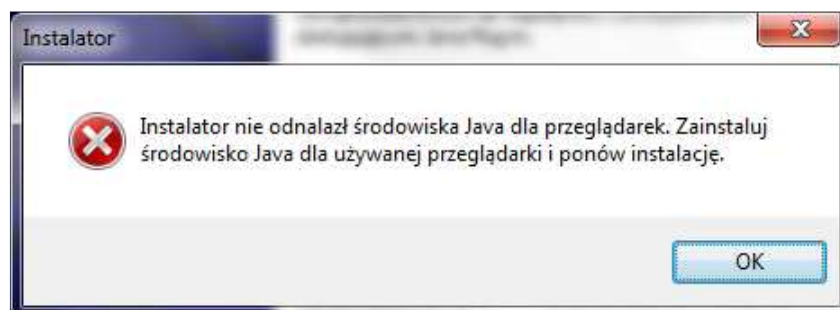 Instalator
Instalator nie odnalazł środowiska Java dla przeglądarek. Zainstaluj
środowisko Java dla używanej przeglądarki i ponów instalację.
OK